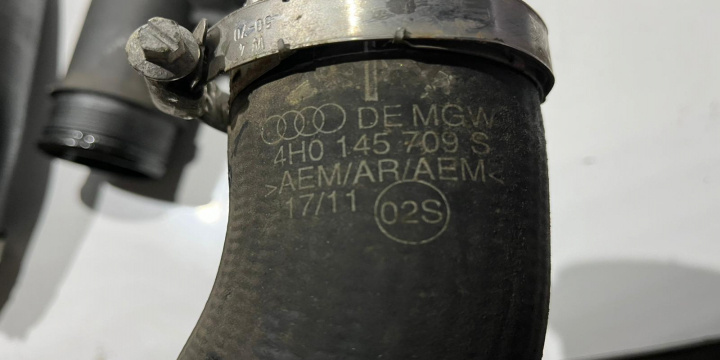 DE MGW
4H0 145 709 S
>AEM/AR/AEM<
17/11 02S